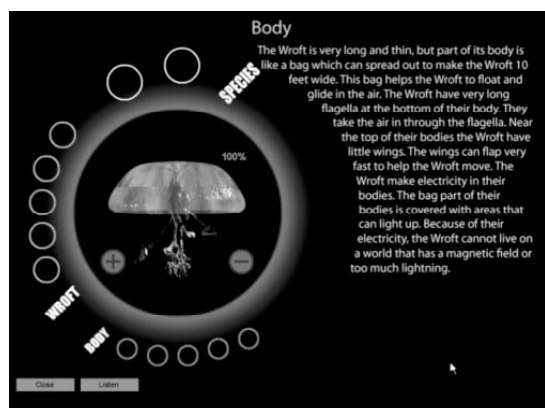 Body
The Wroft is very long and thin, but part of its body is
like a bag which can spread out to make the Wroft 10
feet wide. This bag helps the Wroft to float and
glide in the air. The Wroft have very long
flagella at the bottom of their body. They
take the air in through the flagella. Near
the top of their bodies the Wroft have
little wings. The wings can flap very
fast to help the Wroft move. The
Wroft make electricity in their
bodies. The bag part of their
bodies is covered with areas that
can light up. Because of their
electricity, the Wroft cannot live on
a world that has a magnetic field or
too much lightning.
SPECIES
100%
WROFT
BODY
Close
Listen